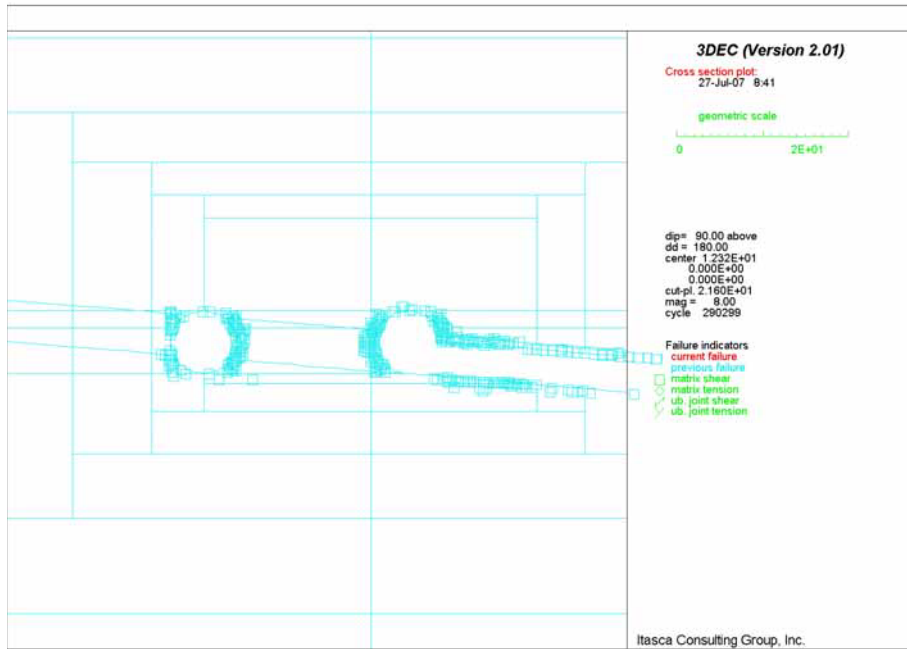 3DEC (Version 2.01)
Cross section plot:
27-Jul-07 8:41
geometric scale
0 2E+01
dip= 90.00 above
dd = 180.00
center 1.232E+01
0.000E+00
0.000E+00
cut-pl. 2.160E+01
mag = 8.00
cycle 290299
Failure indicators
current failure
previous failure
matrix shear
matrix tension
ub. joint shear
ub. joint tension
Itasca Consulting Group, Inc.